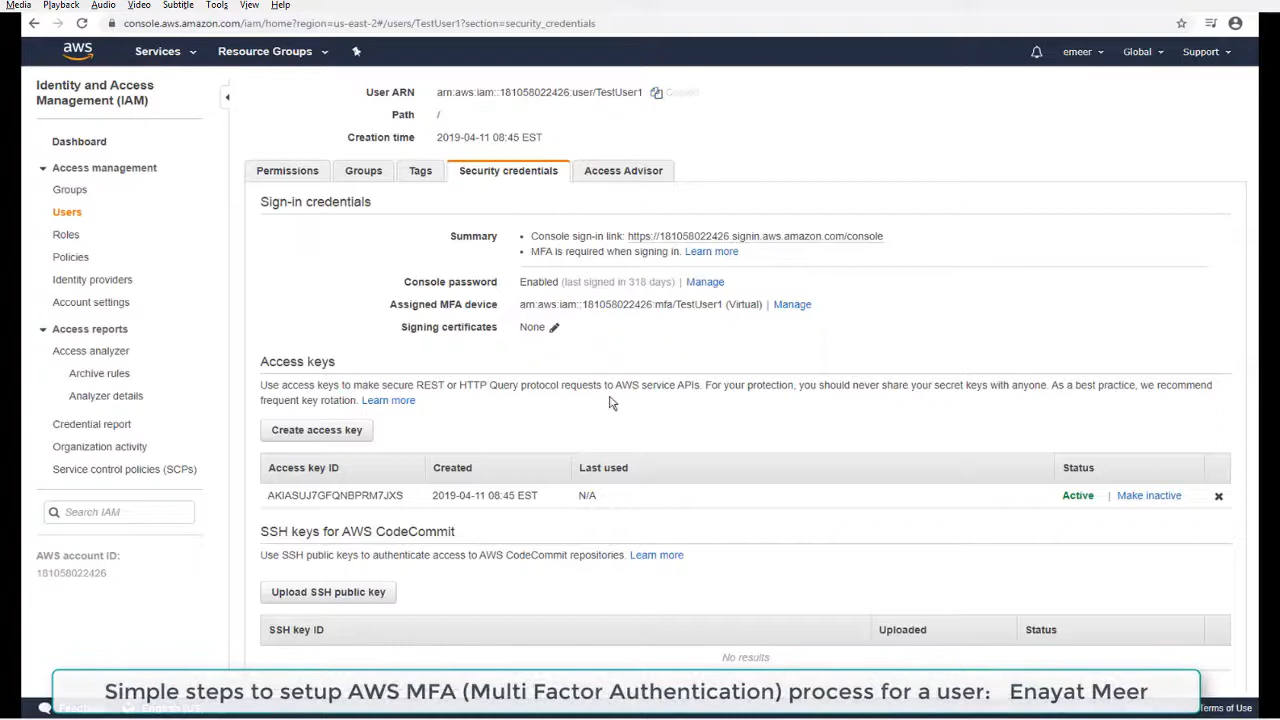 Media Playback Audio Video Subtitle Tools View Help
console.aws.amazon.com/iam/home?region=us-east-2#/users/TestUser1?section=security_credentials
aws Services Resource Groups emeer Global Support
Identity and Access
Management (IAM)
Dashboard
Access management
Groups
Users
Roles
Policies
Identity providers
Account settings
Access reports
Access analyzer
Archive rules
Analyzer details
Credential report
Organization activity
Service control policies (SCPs)
Search IAM
AWS account ID:
181058022426
User ARN arn:aws:iam::181058022426:user/TestUser1 Copied
Path /
Creation time 2019-04-11 08:45 EST
Permissions Groups Tags Security credentials Access Advisor
Sign-in credentials
Summary • Console sign-in link: https://181058022426.signin.aws.amazon.com/console
• MFA is required when signing in. Learn more
Console password Enabled (last signed in 318 days) | Manage
Assigned MFA device arn:aws:iam::181058022426:mfa/TestUser1 (Virtual) | Manage
Signing certificates None
Access keys
Use access keys to make secure REST or HTTP Query protocol requests to AWS service APIs. For your protection, you should never share your secret keys with anyone. As a best practice, we recommend
frequent key rotation. Learn more
Create access key
Access key ID Created Last used Status
AKIASUJ7GFQNBPRM7JXS 2019-04-11 08:45 EST N/A Active | Make inactive
SSH keys for AWS CodeCommit
Use SSH public keys to authenticate access to AWS CodeCommit repositories. Learn more
Upload SSH public key
SSH key ID Uploaded Status
No results
Simple steps to setup AWS MFA (Multi Factor Authentication) process for a user: Enayat Meer
Terms of Use